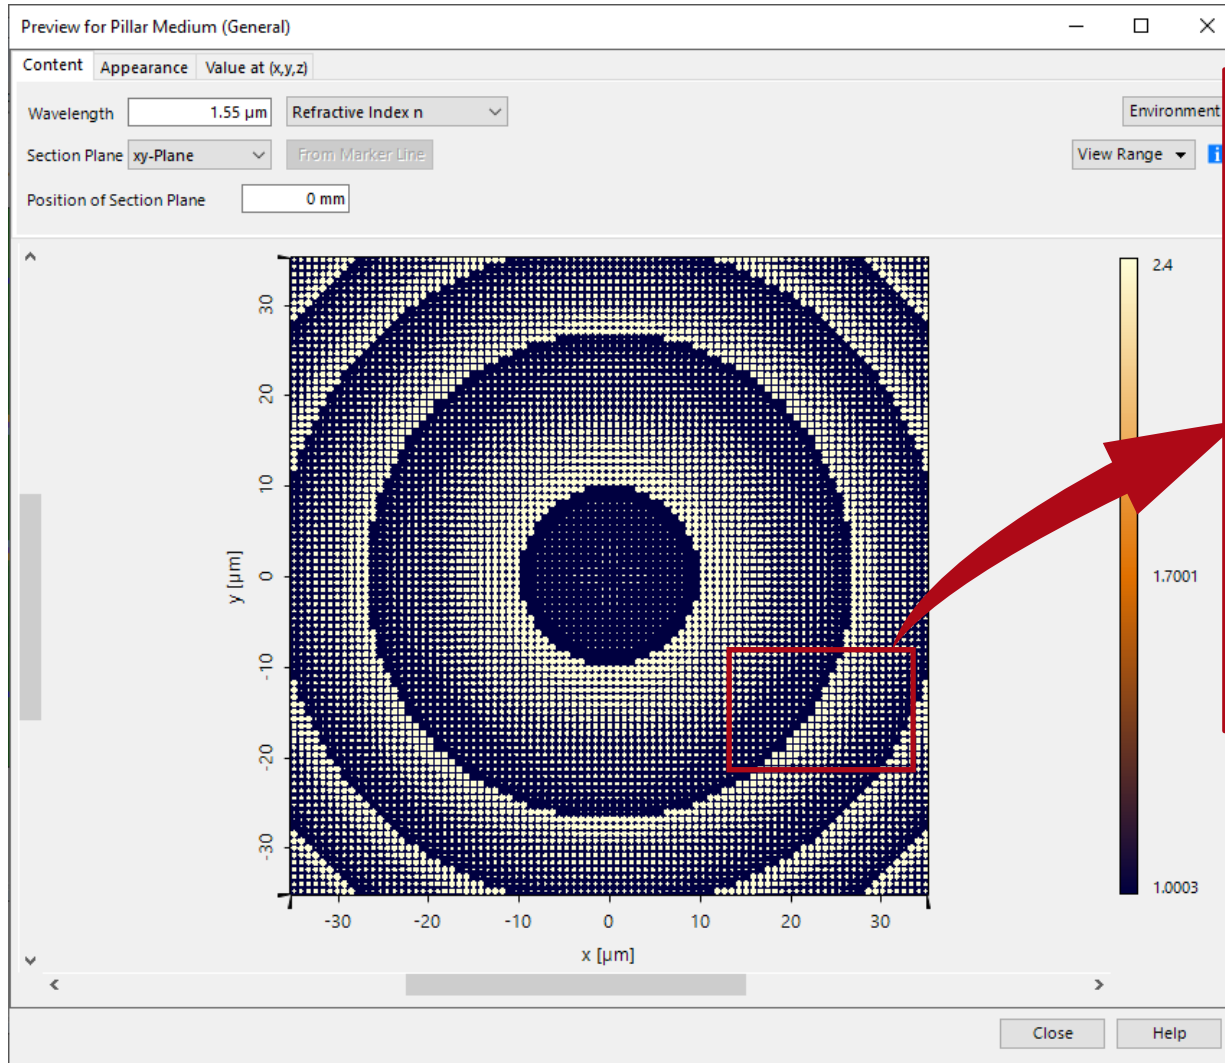 Preview for Pillar Medium (General)
Content Appearance Value at (x,y,z)
Wavelength 1.55 µm Refractive Index n Environment
Section Plane xy-Plane From Marker Line View Range i
Position of Section Plane 0 mm
30
20
10
0
-10
-20
-30
y [µm]
-30 -20 -10 0 10 20 30
x [µm]
2.4
1.7001
1.0003
Close Help